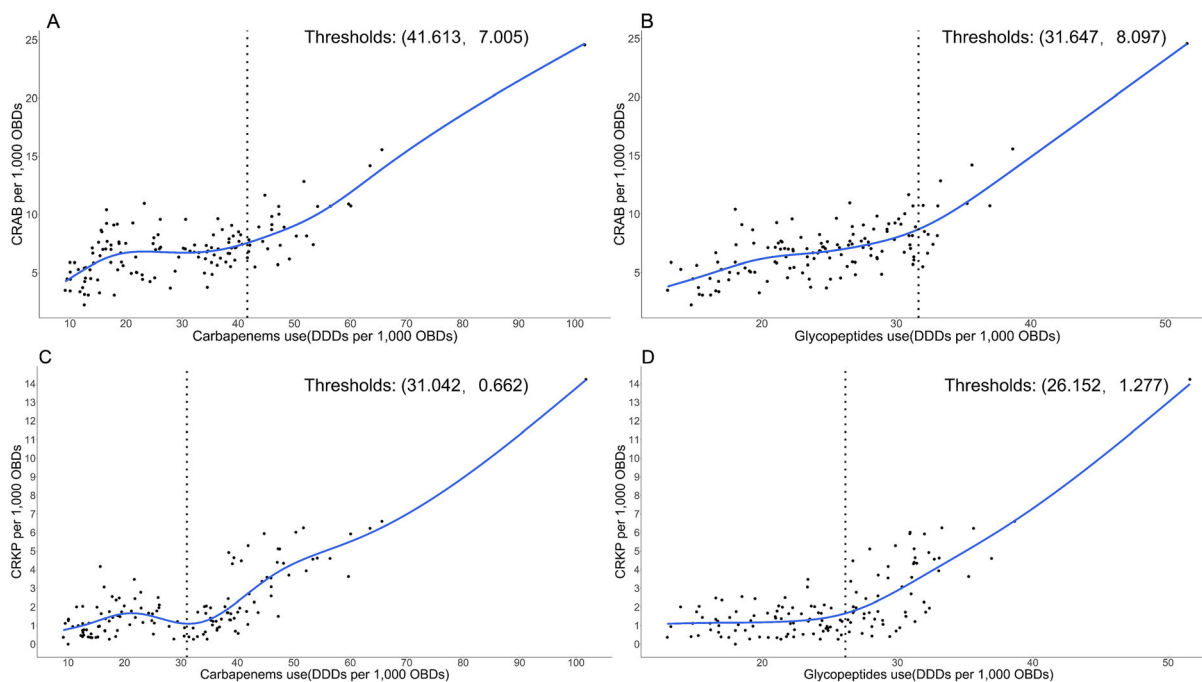 A
Thresholds: (41.613, 7.005)
CRAB per 1,000 OBDs
25
20
15
10
5
10 20 30 40 50 60 70 80 90 100
Carbapenems use(DDDs per 1,000 OBDs)
B
Thresholds: (31.647, 8.097)
CRAB per 1,000 OBDs
25
20
15
10
5
20 30 40 50
Glycopeptides use(DDDs per 1,000 OBDs)
C
Thresholds: (31.042, 0.662)
CRKP per 1,000 OBDs
14
13
12
11
10
9
8
7
6
5
4
3
2
1
0
10 20 30 40 50 60 70 80 90 100
Carbapenems use(DDDs per 1,000 OBDs)
D
Thresholds: (26.152, 1.277)
CRKP per 1,000 OBDs
14
13
12
11
10
9
8
7
6
5
4
3
2
1
0
20 30 40 50
Glycopeptides use(DDDs per 1,000 OBDs)